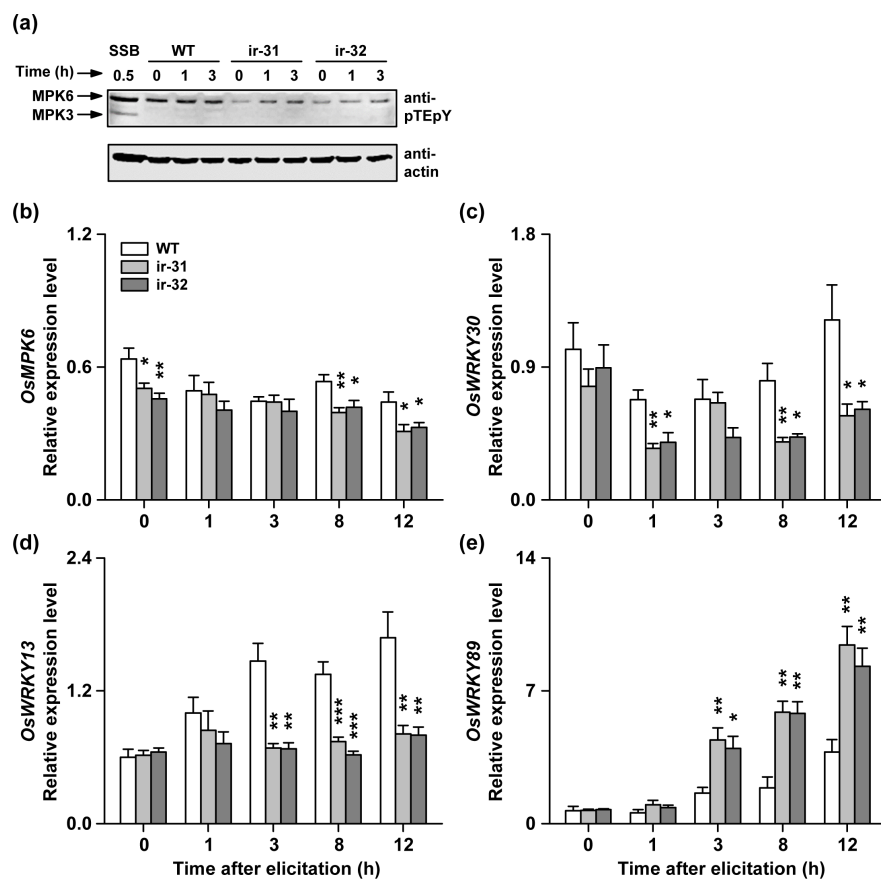 (a)
SSB WT ir-31 ir-32
Time (h) 0.5 0 1 3 0 1 3 0 1 3
MPK6 anti-
MPK3 pTEpY
anti-
actin
(b)
1.2
0.6
0.0
OsMPK6
Relative expression level
WT
ir-31
ir-32
* ** ** * * *
0 1 3 8 12
(c)
1.8
0.9
0.0
OsWRKY30
Relative expression level
** * ** * * *
0 1 3 8 12
(d)
2.4
1.2
0.0
OsWRKY13
Relative expression level
** ** *** *** ** **
0 1 3 8 12
Time after elicitation (h)
(e)
14
7
0
OsWRKY89
Relative expression level
** * ** ** ** **
0 1 3 8 12
Time after elicitation (h)